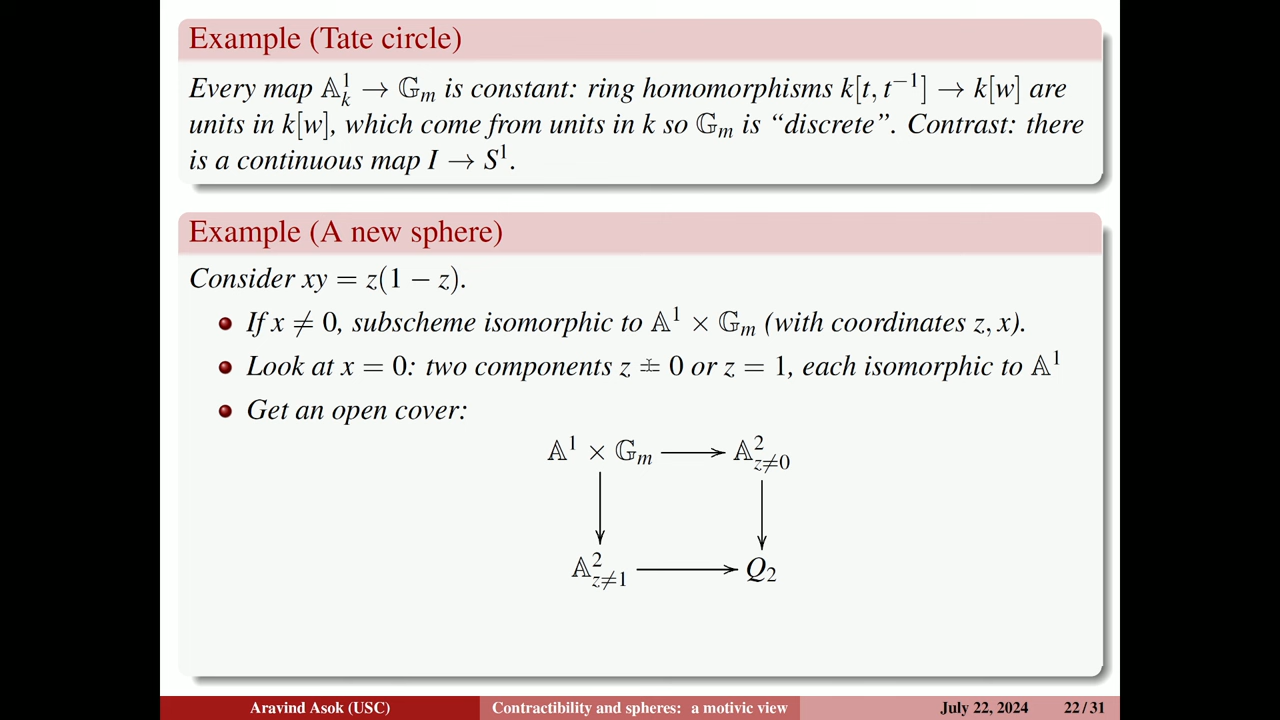 Example (Tate circle)
Every map 𝔸¹ₖ → 𝔾ₘ is constant: ring homomorphisms k[t, t⁻¹] → k[w] are
units in k[w], which come from units in k so 𝔾ₘ is “discrete”. Contrast: there
is a continuous map I → S¹.
Example (A new sphere)
Consider xy = z(1 − z).
If x ≠ 0, subscheme isomorphic to 𝔸¹ × 𝔾ₘ (with coordinates z, x).
Look at x = 0: two components z = 0 or z = 1, each isomorphic to 𝔸¹
Get an open cover:
𝔸¹ × 𝔾ₘ → 𝔸²_{z≠0}
𝔸²_{z≠1} → Q₂
Aravind Asok (USC) Contractibility and spheres: a motivic view July 22, 2024 22 / 31